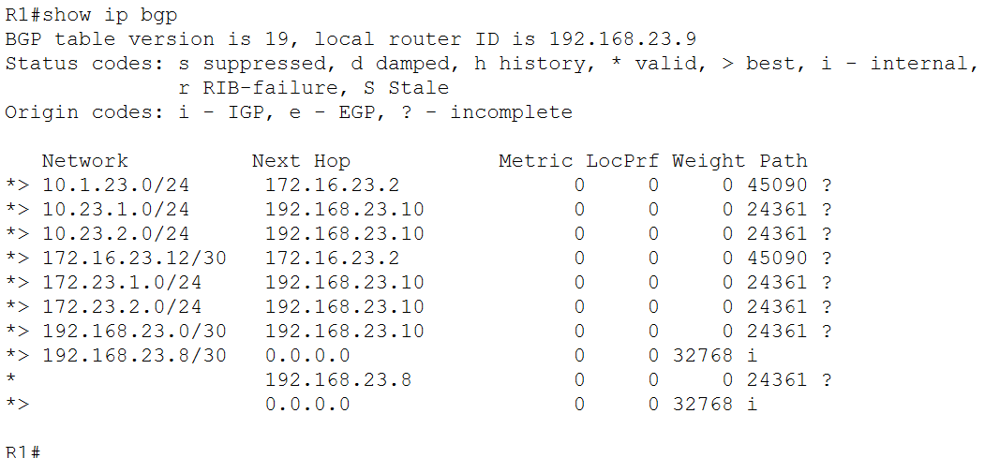 R1#show ip bgp
BGP table version is 19, local router ID is 192.168.23.9
Status codes: s suppressed, d damped, h history, * valid, > best, i - internal,
              r RIB-failure, S Stale
Origin codes: i - IGP, e - EGP, ? - incomplete

   Network          Next Hop            Metric LocPrf Weight Path
*> 10.1.23.0/24      172.16.23.2              0     0     0 45090 ?
*> 10.23.1.0/24      192.168.23.10            0     0     0 24361 ?
*> 10.23.2.0/24      192.168.23.10            0     0     0 24361 ?
*> 172.16.23.12/30   172.16.23.2              0     0     0 45090 ?
*> 172.23.1.0/24     192.168.23.10            0     0     0 24361 ?
*> 172.23.2.0/24     192.168.23.10            0     0     0 24361 ?
*> 192.168.23.0/30   192.168.23.10            0     0     0 24361 ?
*> 192.168.23.8/30   0.0.0.0                  0     0 32768 i
*                    192.168.23.8             0     0     0 24361 ?
*>                   0.0.0.0                  0     0 32768 i

R1#